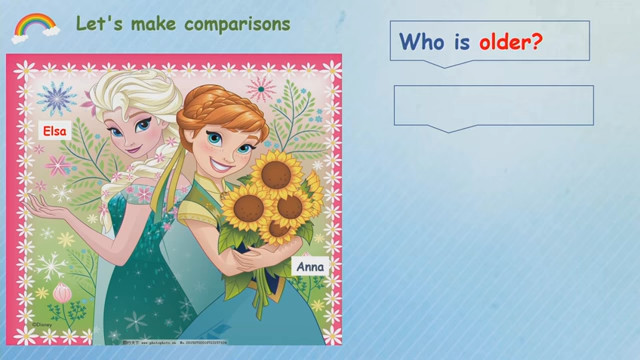 Let's make comparisons
Who is older?
Elsa
Anna
©Disney